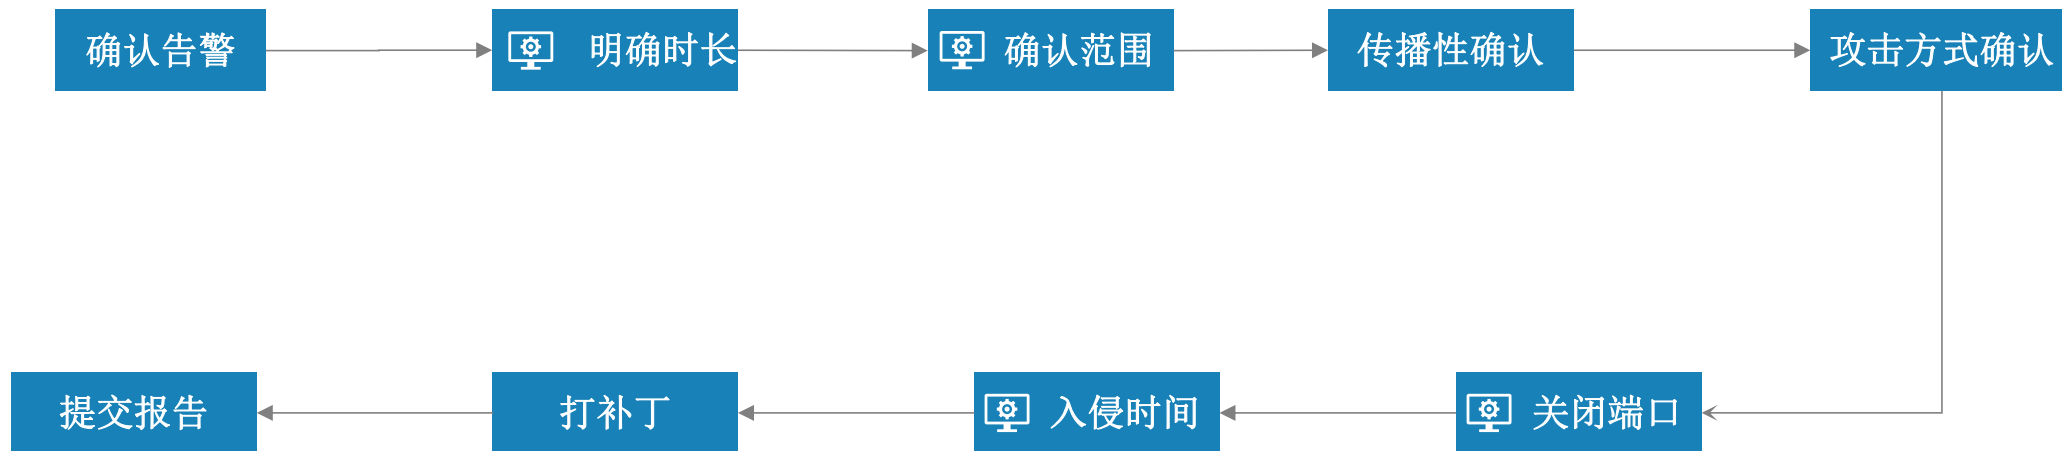 确认告警
明确时长
确认范围
传播性确认
攻击方式确认
关闭端口
入侵时间
打补丁
提交报告